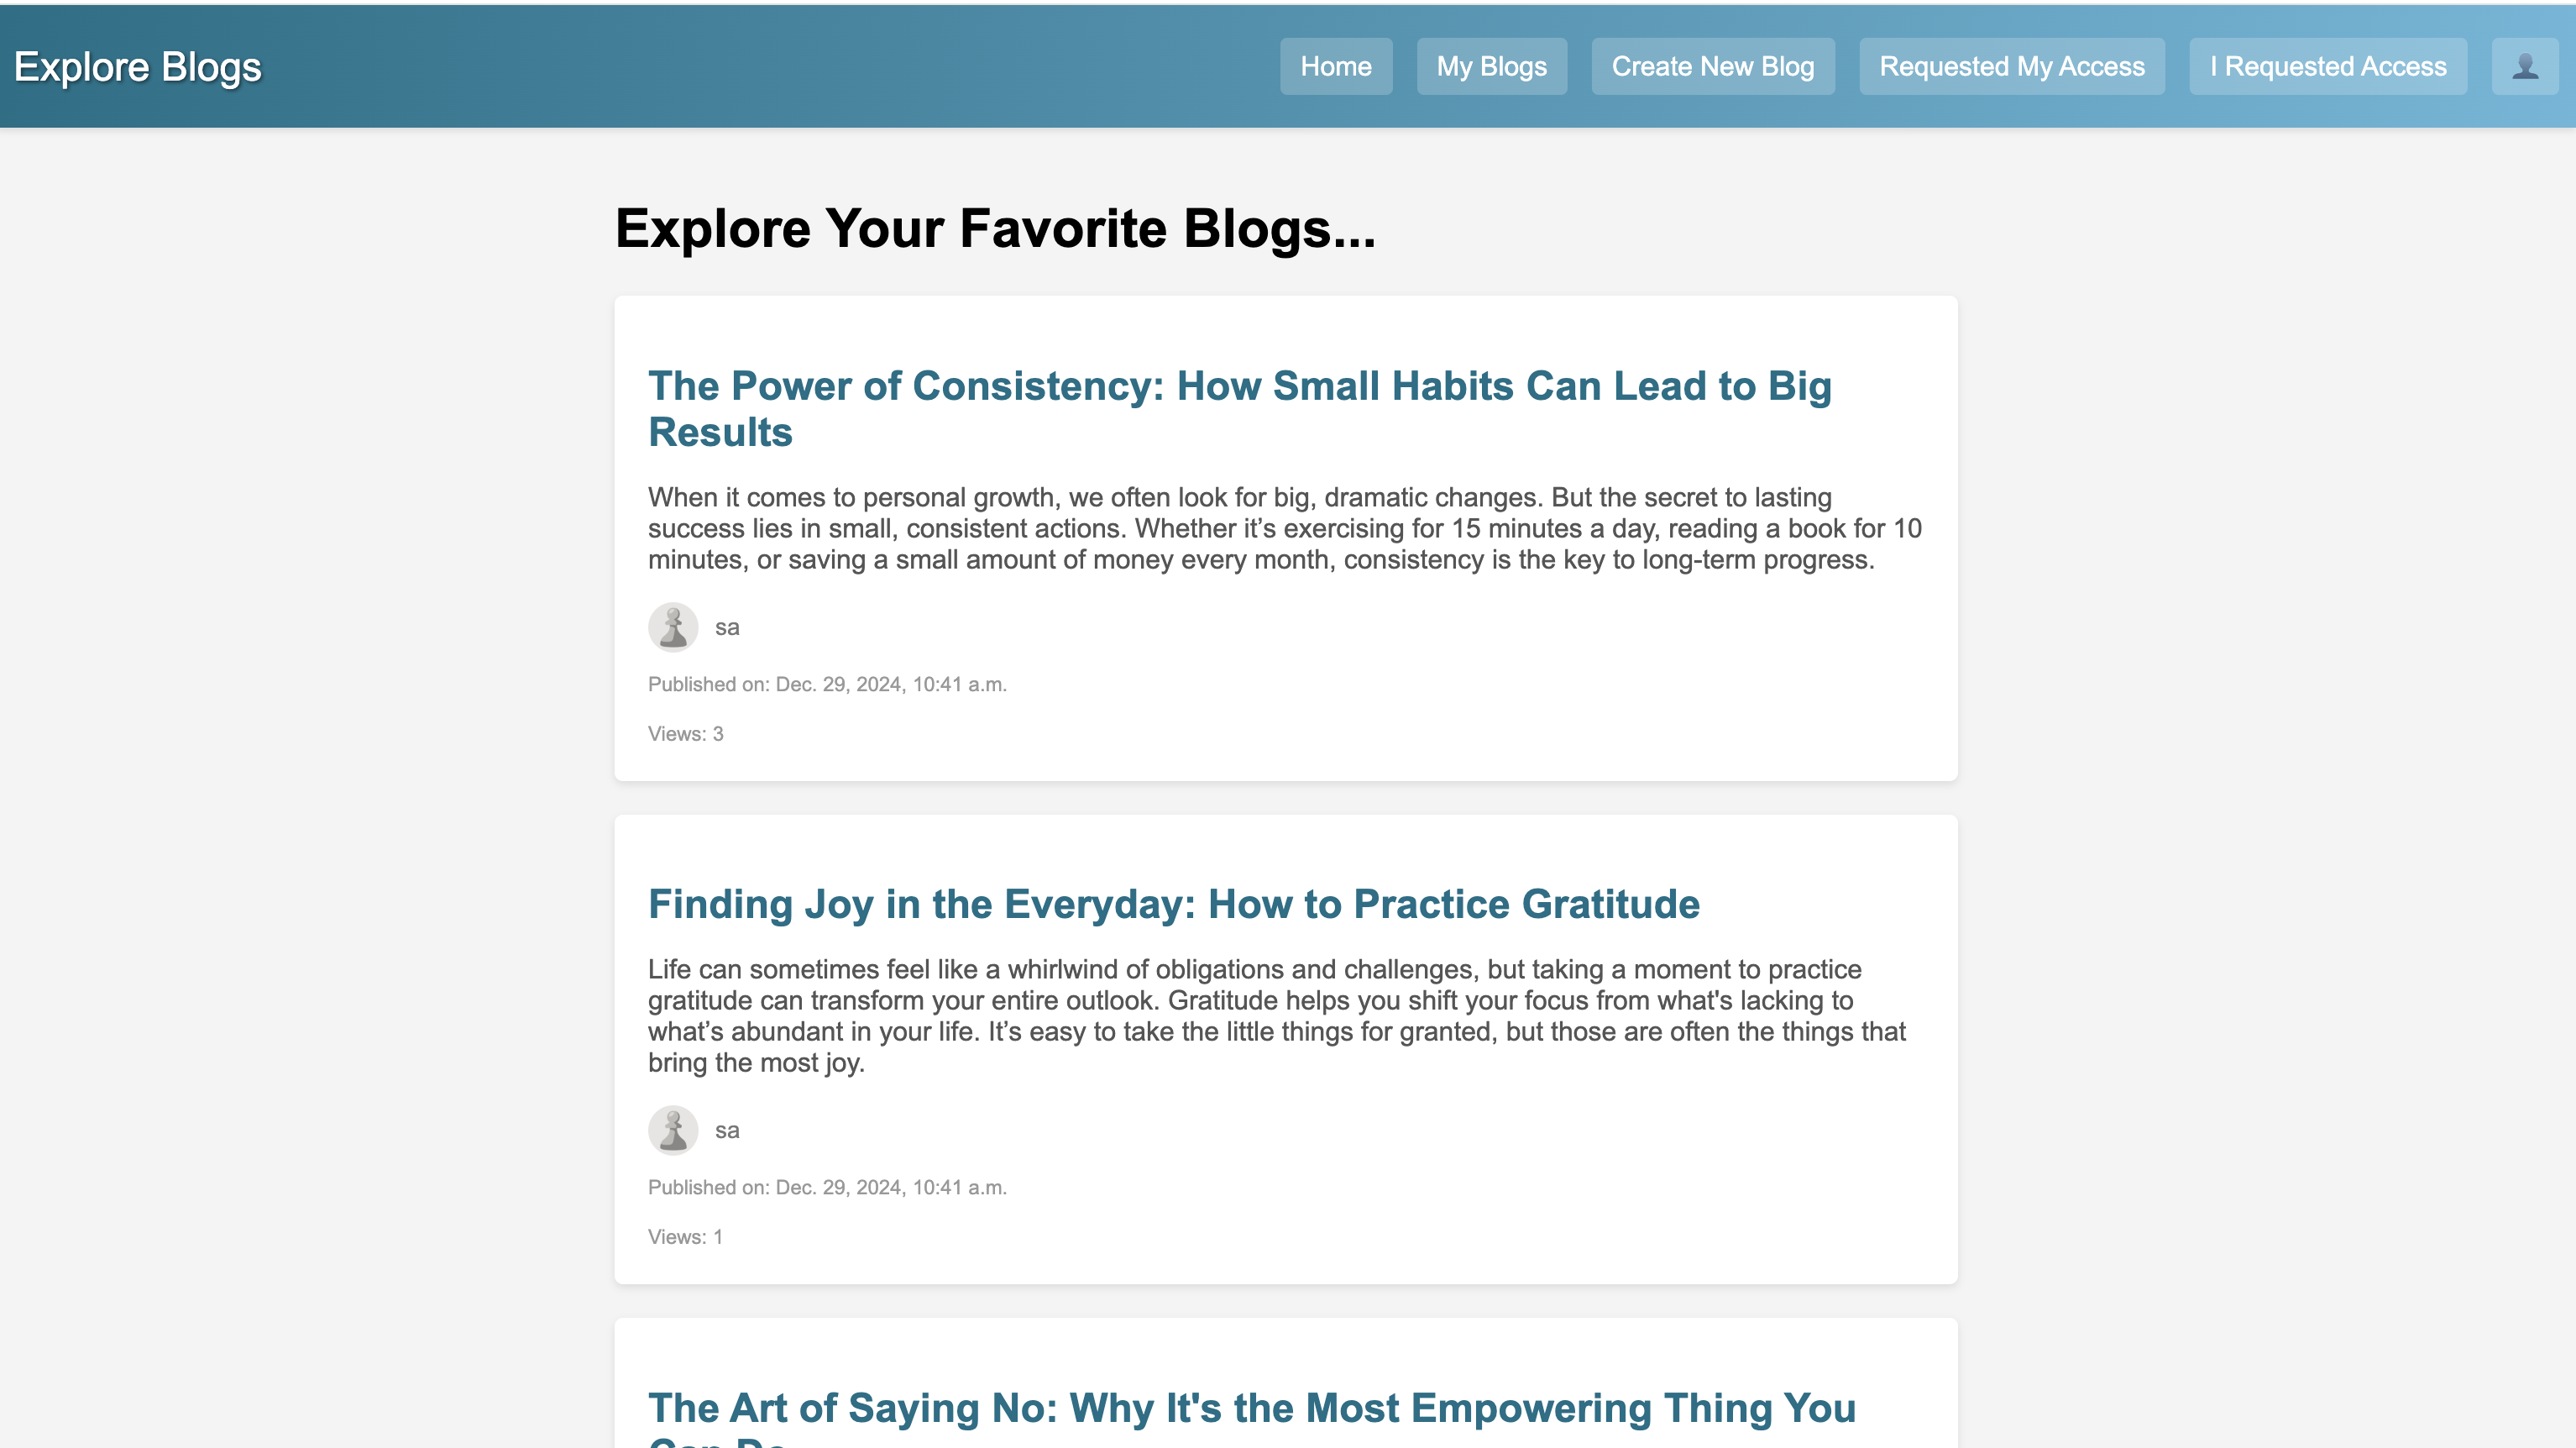 Explore Blogs
Home
My Blogs
Create New Blog
Requested My Access
I Requested Access
Explore Your Favorite Blogs...
The Power of Consistency: How Small Habits Can Lead to Big
Results
When it comes to personal growth, we often look for big, dramatic changes. But the secret to lasting
success lies in small, consistent actions. Whether it’s exercising for 15 minutes a day, reading a book for 10
minutes, or saving a small amount of money every month, consistency is the key to long-term progress.
sa
Published on: Dec. 29, 2024, 10:41 a.m.
Views: 3
Finding Joy in the Everyday: How to Practice Gratitude
Life can sometimes feel like a whirlwind of obligations and challenges, but taking a moment to practice
gratitude can transform your entire outlook. Gratitude helps you shift your focus from what's lacking to
what’s abundant in your life. It’s easy to take the little things for granted, but those are often the things that
bring the most joy.
sa
Published on: Dec. 29, 2024, 10:41 a.m.
Views: 1
The Art of Saying No: Why It's the Most Empowering Thing You
Can Do